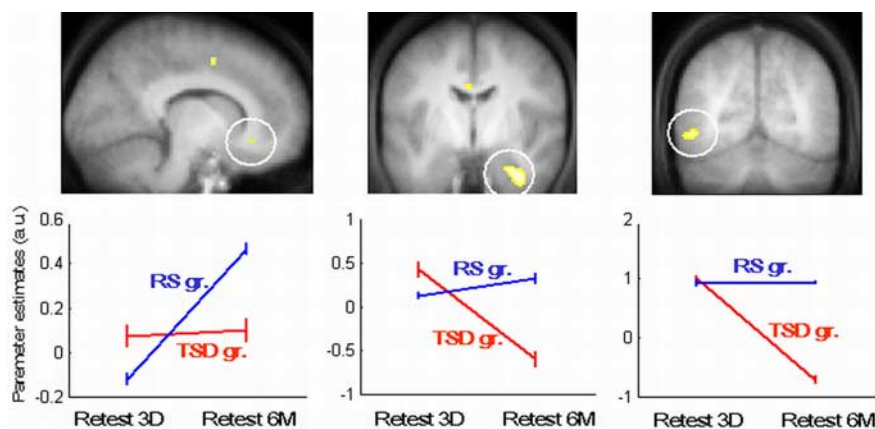 Paremeter estimates (a.u.)
0.6
0.4
0.2
0
-0.2
RS gr.
TSD gr.
Retest 3D Retest 6M
1
0.5
0
-0.5
-1
RS gr.
TSD gr.
Retest 3D Retest 6M
2
1
0
-1
RS gr.
TSD gr.
Retest 3D Retest 6M